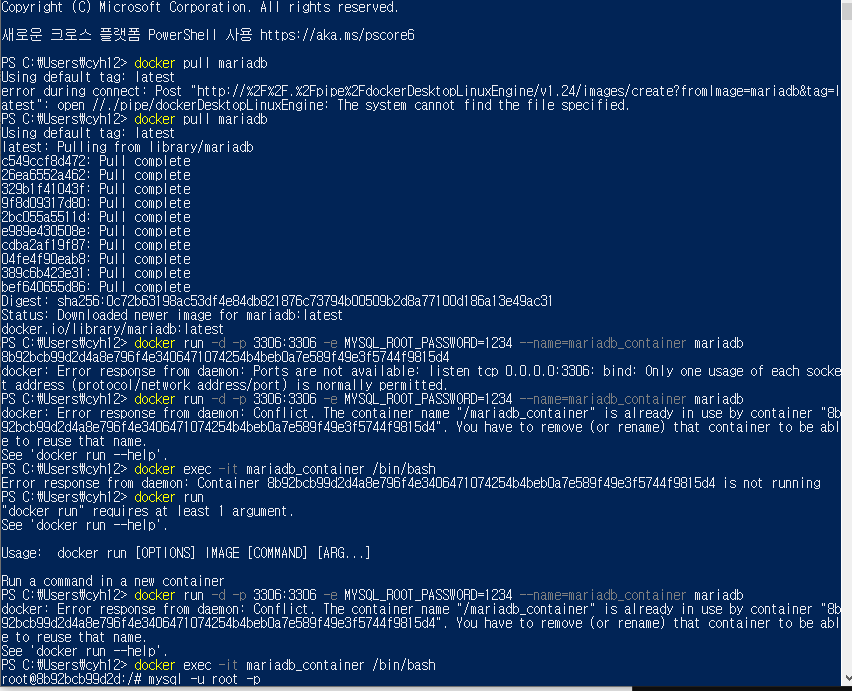 Copyright (C) Microsoft Corporation. All rights reserved.
새로운 크로스 플랫폼 PowerShell 사용 https://aka.ms/pscore6
PS C:₩Users₩cyh12> docker pull mariadb
Using default tag: latest
error during connect: Post "http://%2F%2F.%2Fpipe%2FdockerDesktopLinuxEngine/v1.24/images/create?fromImage=mariadb&tag=l
atest": open //./pipe/dockerDesktopLinuxEngine: The system cannot find the file specified.
PS C:₩Users₩cyh12> docker pull mariadb
Using default tag: latest
latest: Pulling from library/mariadb
c549ccf8d472: Pull complete
26ea6552a462: Pull complete
329b1f41043f: Pull complete
9f8d09317d80: Pull complete
2bc055a5511d: Pull complete
e989e430508e: Pull complete
cdba2af19f87: Pull complete
04fe4f90eab8: Pull complete
389c6b423e31: Pull complete
bef640655d86: Pull complete
Digest: sha256:0c72b63198ac53df4e84db821876c73794b00509b2d8a77100d186a13e49ac31
Status: Downloaded newer image for mariadb:latest
docker.io/library/mariadb:latest
PS C:₩Users₩cyh12> docker run -d -p 3306:3306 -e MYSQL_ROOT_PASSWORD=1234 --name=mariadb_container mariadb
8b92bcb99d2d4a8e796f4e3406471074254b4beb0a7e589f49e3f5744f9815d4
docker: Error response from daemon: Ports are not available: listen tcp 0.0.0.0:3306: bind: Only one usage of each socke
t address (protocol/network address/port) is normally permitted.
PS C:₩Users₩cyh12> docker run -d -p 3306:3306 -e MYSQL_ROOT_PASSWORD=1234 --name=mariadb_container mariadb
docker: Error response from daemon: Conflict. The container name "/mariadb_container" is already in use by container "8b
92bcb99d2d4a8e796f4e3406471074254b4beb0a7e589f49e3f5744f9815d4". You have to remove (or rename) that container to be abl
e to reuse that name.
See 'docker run --help'.
PS C:₩Users₩cyh12> docker exec -it mariadb_container /bin/bash
Error response from daemon: Container 8b92bcb99d2d4a8e796f4e3406471074254b4beb0a7e589f49e3f5744f9815d4 is not running
PS C:₩Users₩cyh12> docker run
"docker run" requires at least 1 argument.
See 'docker run --help'.
Usage:  docker run [OPTIONS] IMAGE [COMMAND] [ARG...]
Run a command in a new container
PS C:₩Users₩cyh12> docker run -d -p 3306:3306 -e MYSQL_ROOT_PASSWORD=1234 --name=mariadb_container mariadb
docker: Error response from daemon: Conflict. The container name "/mariadb_container" is already in use by container "8b
92bcb99d2d4a8e796f4e3406471074254b4beb0a7e589f49e3f5744f9815d4". You have to remove (or rename) that container to be abl
e to reuse that name.
See 'docker run --help'.
PS C:₩Users₩cyh12> docker exec -it mariadb_container /bin/bash
root@8b92bcb99d2d:/# mysql -u root -p